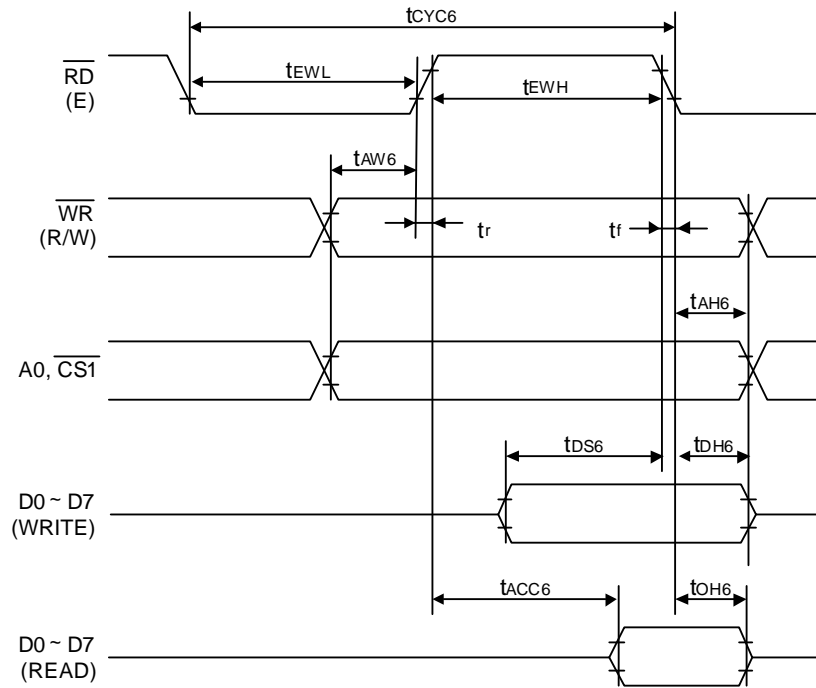 tCYC6
RD
(E)
tEWL
tEWH
tAW6
WR
(R/W)
tr
tf
tAH6
A0, CS1
tDS6
tDH6
D0 ~ D7
(WRITE)
tACC6
tOH6
D0 ~ D7
(READ)